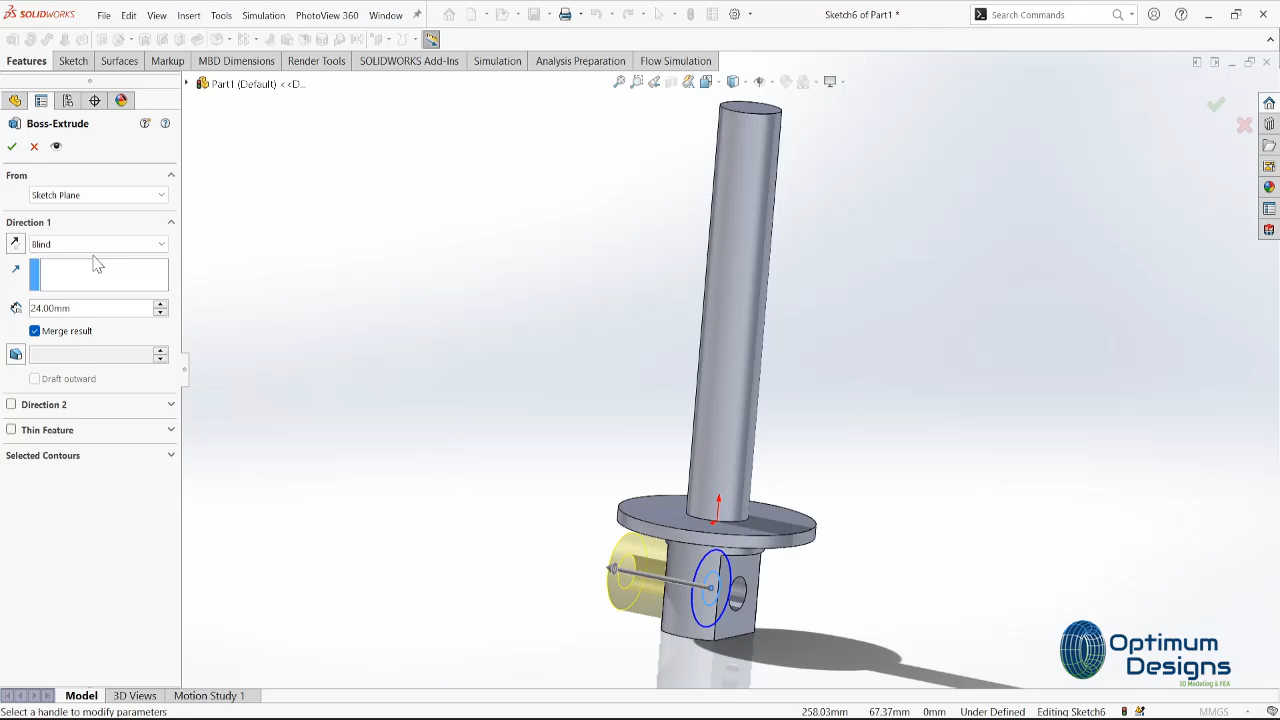 SOLIDWORKS File Edit View Insert Tools Simulation PhotoView 360 Window Sketch6 of Part1 * Search Commands
Features Sketch Surfaces Markup MBD Dimensions Render Tools SOLIDWORKS Add-Ins Simulation Analysis Preparation Flow Simulation
Part1 (Default) <<D...
Boss-Extrude
From
Sketch Plane
Direction 1
Blind
24.00mm
Merge result
Draft outward
Direction 2
Thin Feature
Selected Contours
Optimum
Designs
3D Modeling & FEA
Model 3D Views Motion Study 1
Select a handle to modify parameters 258.03mm 67.37mm 0mm Under Defined Editing Sketch6 MMGS